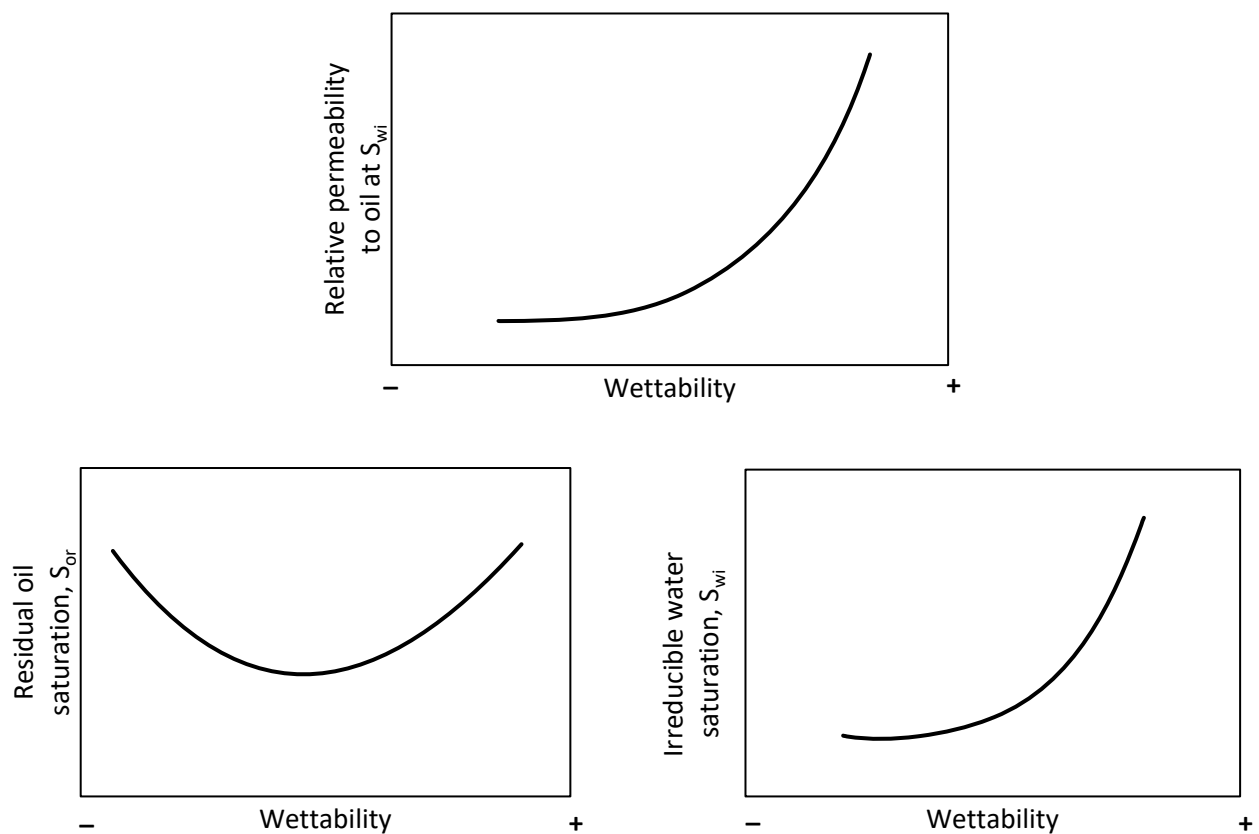 Relative permeability
to oil at Swi
– Wettability +
Residual oil
saturation, Sor
– Wettability +
Irreducible water
saturation, Swi
– Wettability +